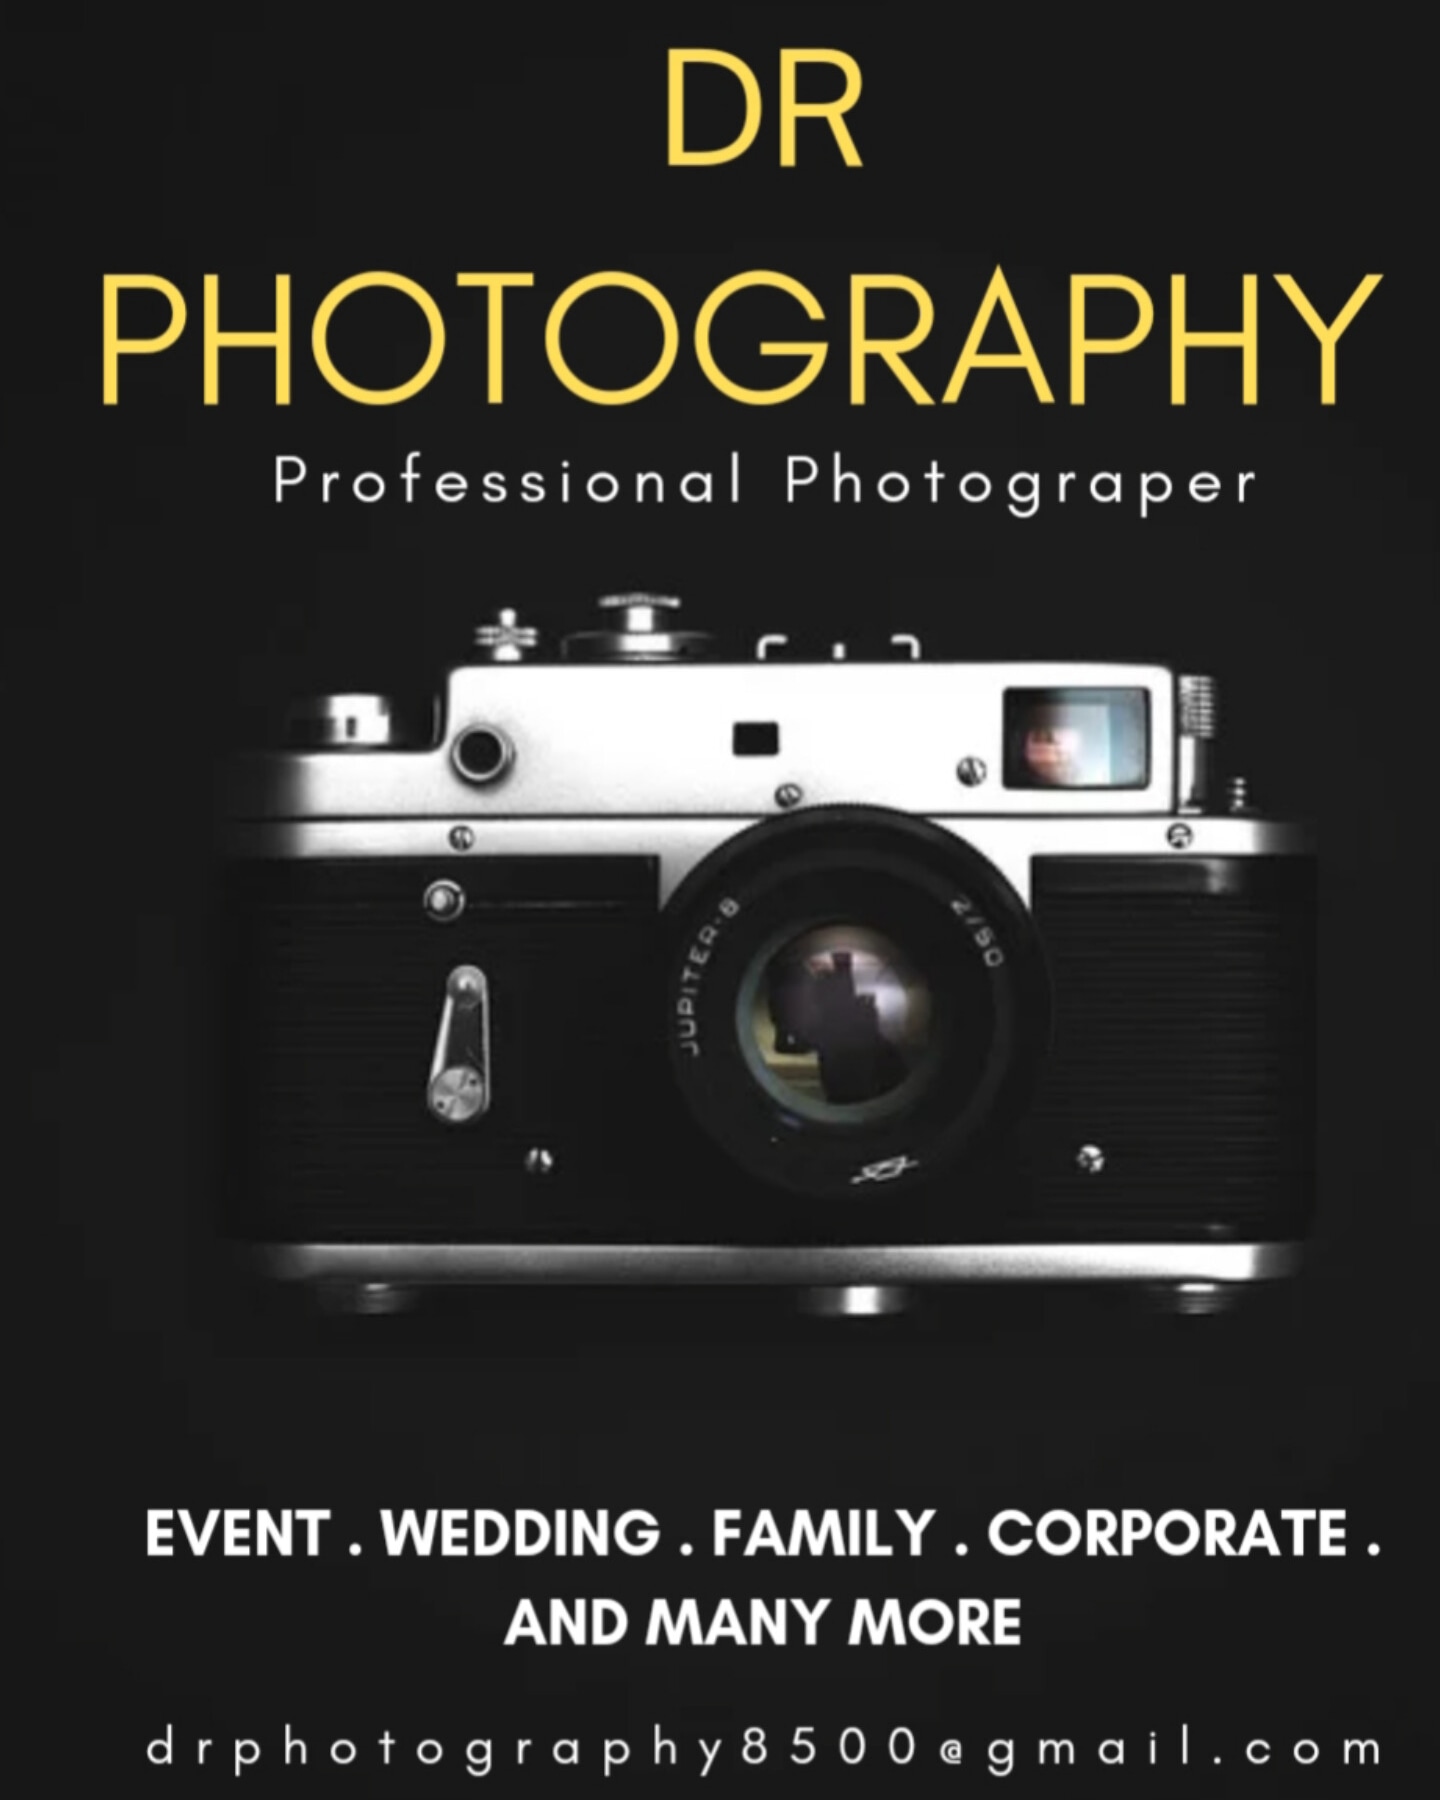 DR
PHOTOGRAPHY
Professional Photograper
JUPITER-8
2/50
EVENT . WEDDING . FAMILY . CORPORATE .
AND MANY MORE
drphotography8500@gmail.com